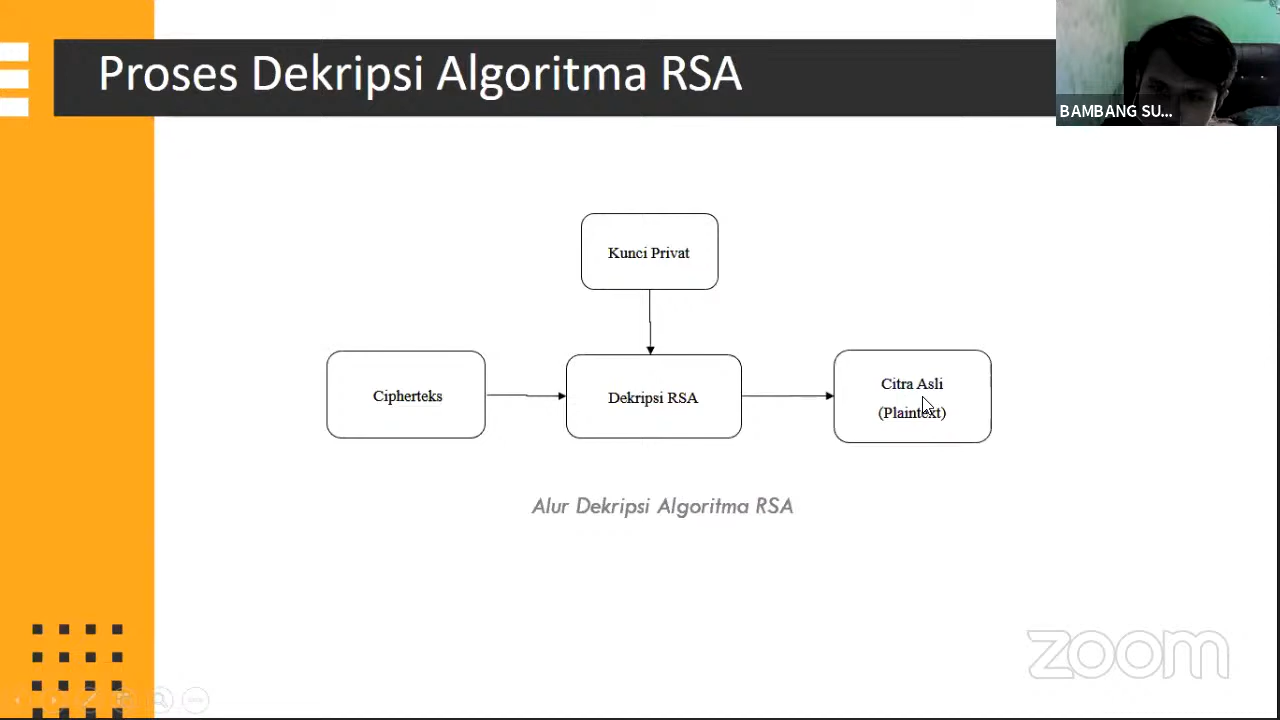 Proses Dekripsi Algoritma RSA
BAMBANG SU...
Kunci Privat
Cipherteks
Dekripsi RSA
Citra Asli
(Plaintext)
Alur Dekripsi Algoritma RSA
zoom